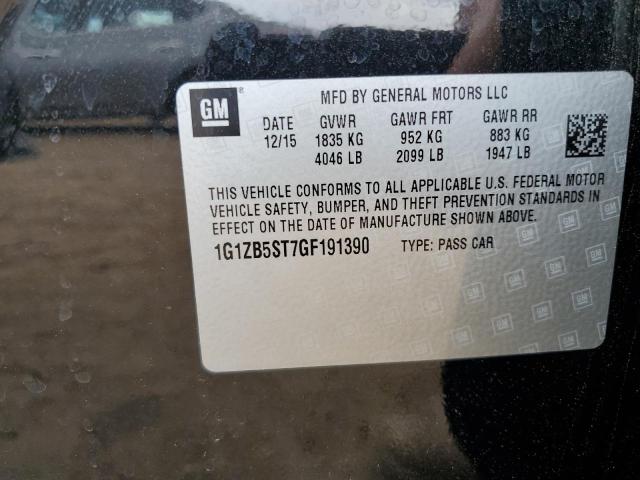 GM
MFD BY GENERAL MOTORS LLC
DATE GVWR GAWR FRT GAWR RR
12/15 1835 KG 952 KG 883 KG
4046 LB 2099 LB 1947 LB
THIS VEHICLE CONFORMS TO ALL APPLICABLE U.S. FEDERAL MOTOR
VEHICLE SAFETY, BUMPER, AND THEFT PREVENTION STANDARDS
IN EFFECT ON THE DATE OF MANUFACTURE SHOWN ABOVE.
1G1ZB5ST7GF191390 TYPE: PASS CAR